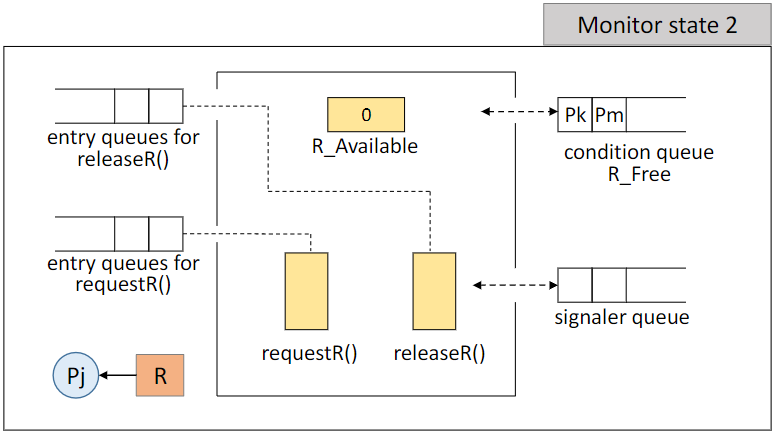 Monitor state 2
entry queues for
releaseR()
0
R_Available
Pk Pm
condition queue
R_Free
entry queues for
requestR()
requestR()
releaseR()
signaler queue
Pj
R